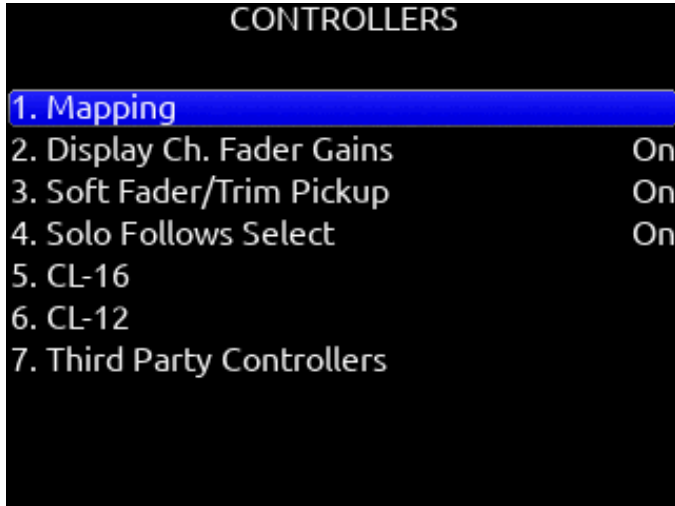 CONTROLLERS
1. Mapping
2. Display Ch. Fader Gains On
3. Soft Fader/Trim Pickup On
4. Solo Follows Select On
5. CL-16
6. CL-12
7. Third Party Controllers